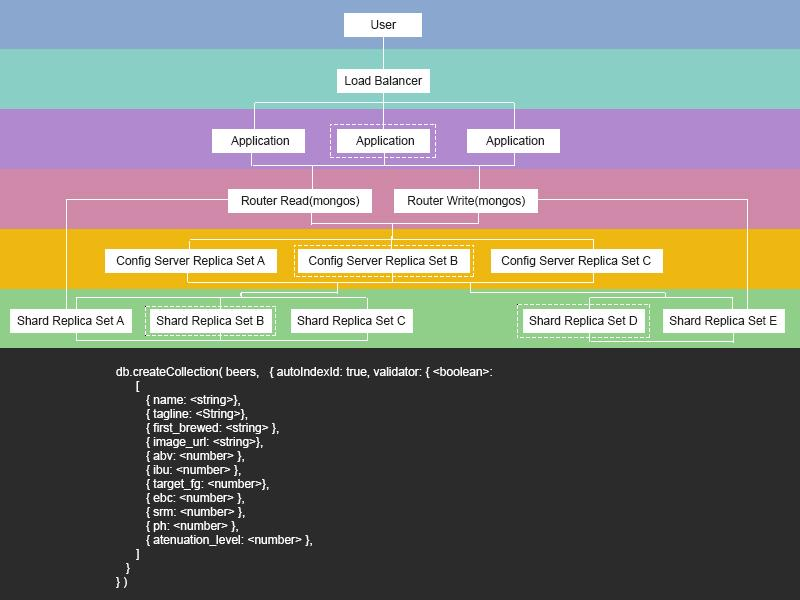 User
Load Balancer
Application Application Application
Router Read(mongos) Router Write(mongos)
Config Server Replica Set A Config Server Replica Set B Config Server Replica Set C
Shard Replica Set A Shard Replica Set B Shard Replica Set C Shard Replica Set D Shard Replica Set E
db.createCollection( beers, { autoIndexId: true, validator: { <boolean>:
[
{ name: <string>},
{ tagline: <String>},
{ first_brewed: <string> },
{ image_url: <string>},
{ abv: <number> },
{ ibu: <number> },
{ target_fg: <number>},
{ ebc: <number> },
{ srm: <number> },
{ ph: <number> },
{ atenuation_level: <number> },
]
}
} )